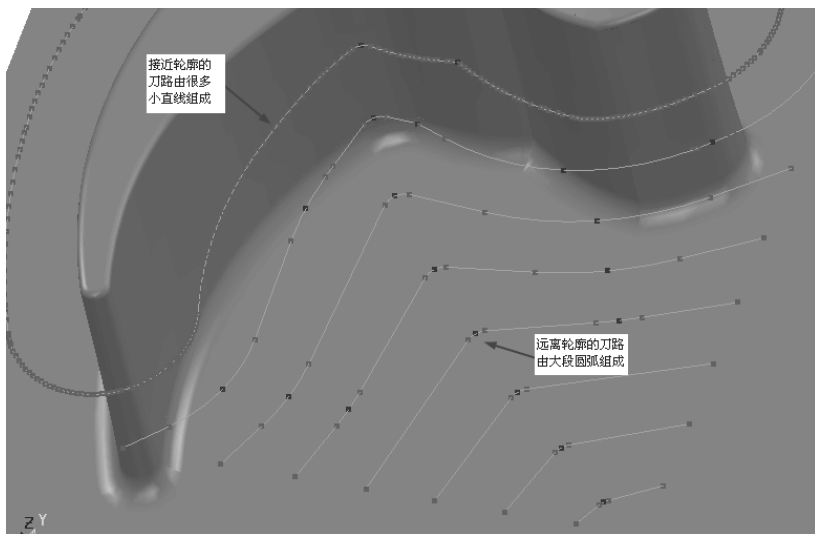 接近轮廓的
刀路由很多
小直线组成
远离轮廓的刀路
由大段圆弧组成
Z Y